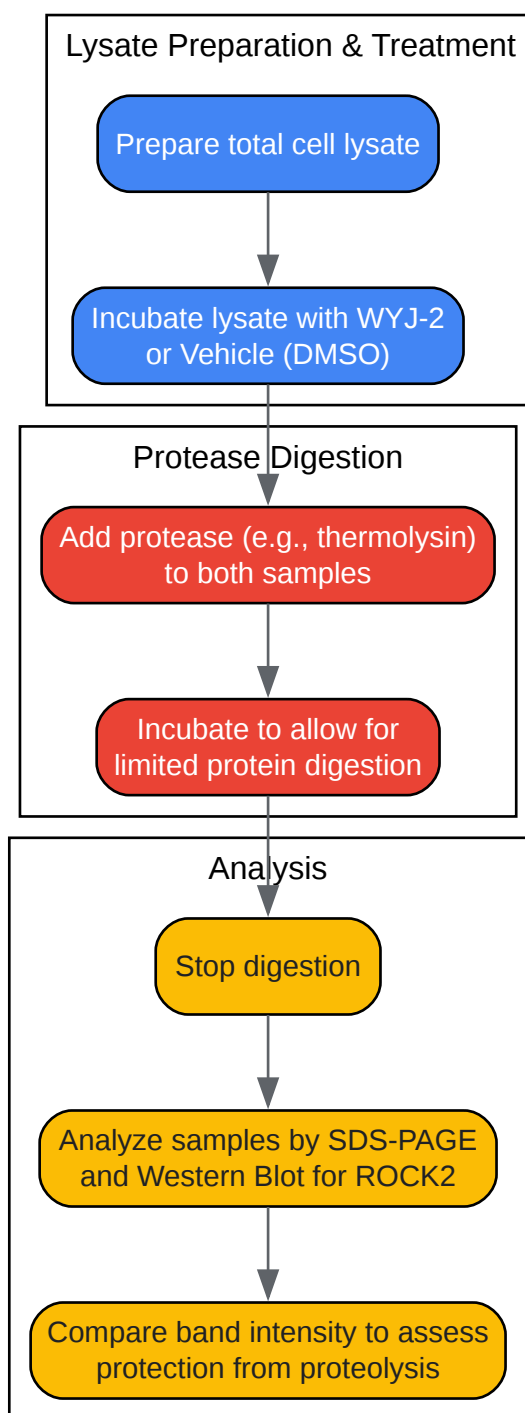 Lysate Preparation & Treatment
Prepare total cell lysate
Incubate lysate with WYJ-2
or Vehicle (DMSO)
Protease Digestion
Add protease (e.g., thermolysin)
to both samples
Incubate to allow for
limited protein digestion
Analysis
Stop digestion
Analyze samples by SDS-PAGE
and Western Blot for ROCK2
Compare band intensity to assess
protection from proteolysis